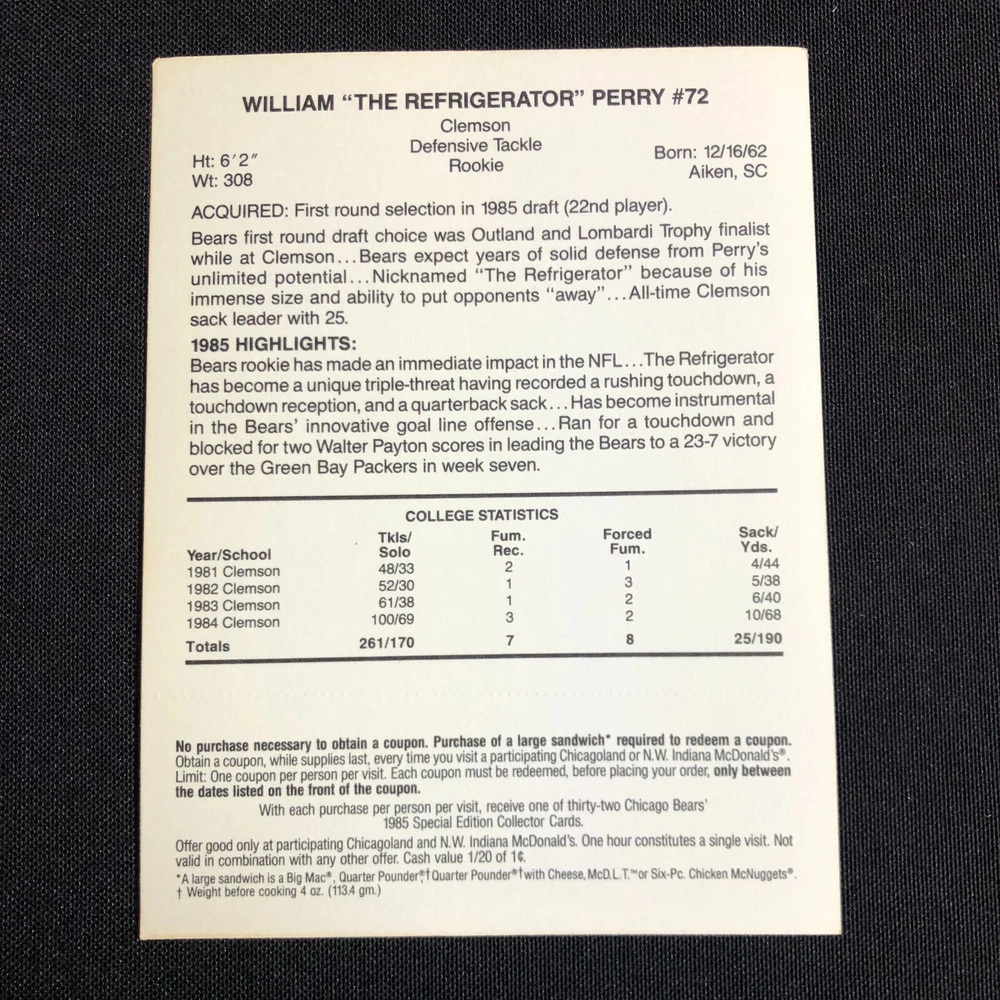 WILLIAM “THE REFRIGERATOR” PERRY #72
Clemson
Defensive Tackle
Rookie
Ht: 6′2″
Wt: 308
Born: 12/16/62
Aiken, SC
ACQUIRED: First round selection in 1985 draft (22nd player).
Bears first round draft choice was Outland and Lombardi Trophy finalist
while at Clemson...Bears expect years of solid defense from Perry’s
unlimited potential...Nicknamed “The Refrigerator” because of his
immense size and ability to put opponents “away”...All-time Clemson
sack leader with 25.
1985 HIGHLIGHTS:
Bears rookie has made an immediate impact in the NFL...The Refrigerator
has become a unique triple-threat having recorded a rushing touchdown, a
touchdown reception, and a quarterback sack...Has become instrumental
in the Bears’ innovative goal line offense...Ran for a touchdown and
blocked for two Walter Payton scores in leading the Bears to a 23-7 victory
over the Green Bay Packers in week seven.
COLLEGE STATISTICS
Year/School Tkls/Solo Fum. Rec. Forced Fum. Sack/Yds.
1981 Clemson 48/33 2 1 4/44
1982 Clemson 52/30 1 3 5/38
1983 Clemson 61/38 1 2 6/40
1984 Clemson 100/69 3 2 10/68
Totals 261/170 7 8 25/190
No purchase necessary to obtain a coupon. Purchase of a large sandwich* required to redeem a coupon.
Obtain a coupon, while supplies last, every time you visit a participating Chicagoland or N.W. Indiana McDonald’s®.
Limit: One coupon per person per visit. Each coupon must be redeemed, before placing your order, only between
the dates listed on the front of the coupon.
With each purchase per person per visit, receive one of thirty-two Chicago Bears’
1985 Special Edition Collector Cards.
Offer good only at participating Chicagoland and N.W. Indiana McDonald’s. One hour constitutes a single visit. Not
valid in combination with any other offer. Cash value 1/20 of 1¢.
*A large sandwich is a Big Mac®, Quarter Pounder®,† Quarter Pounder®† with Cheese, McD.L.T.™ or Six-Pc. Chicken McNuggets®.
† Weight before cooking 4 oz. (113.4 gm.)